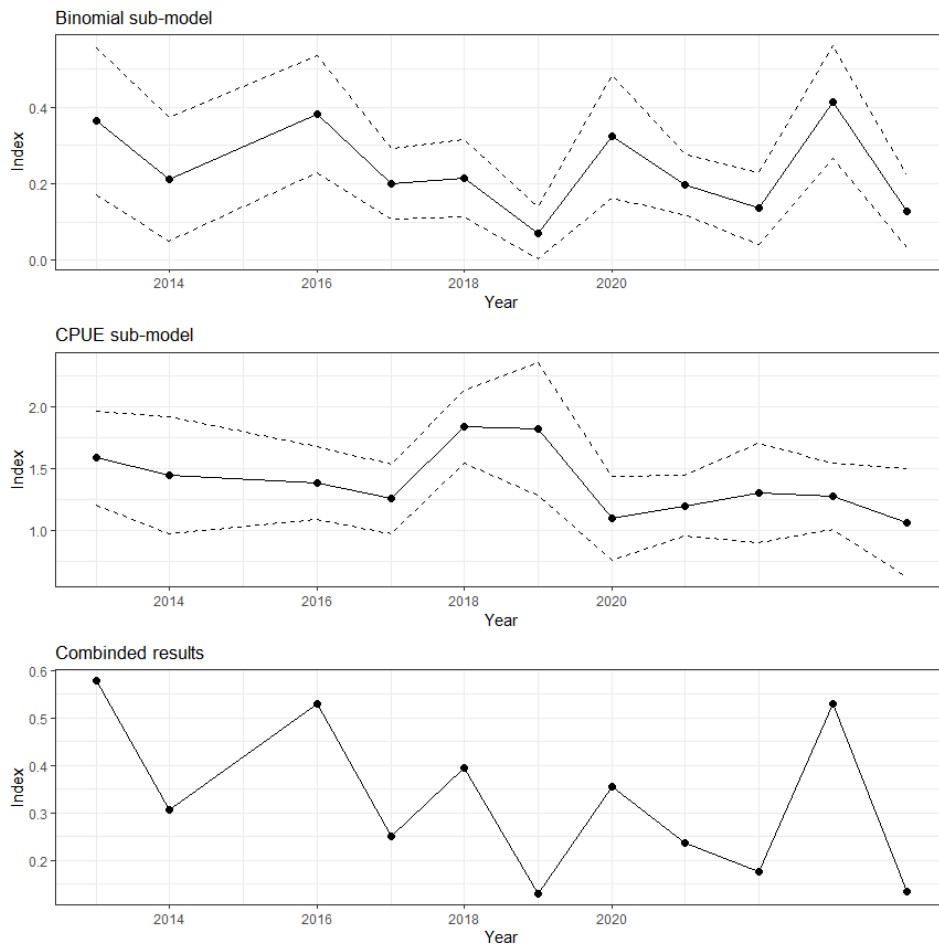 Binomial sub-model
Index
0.4
0.2
0.0
2014 2016 2018 2020
Year
CPUE sub-model
Index
2.0
1.5
1.0
2014 2016 2018 2020
Year
Combinded results
Index
0.6
0.5
0.4
0.3
0.2
2014 2016 2018 2020
Year